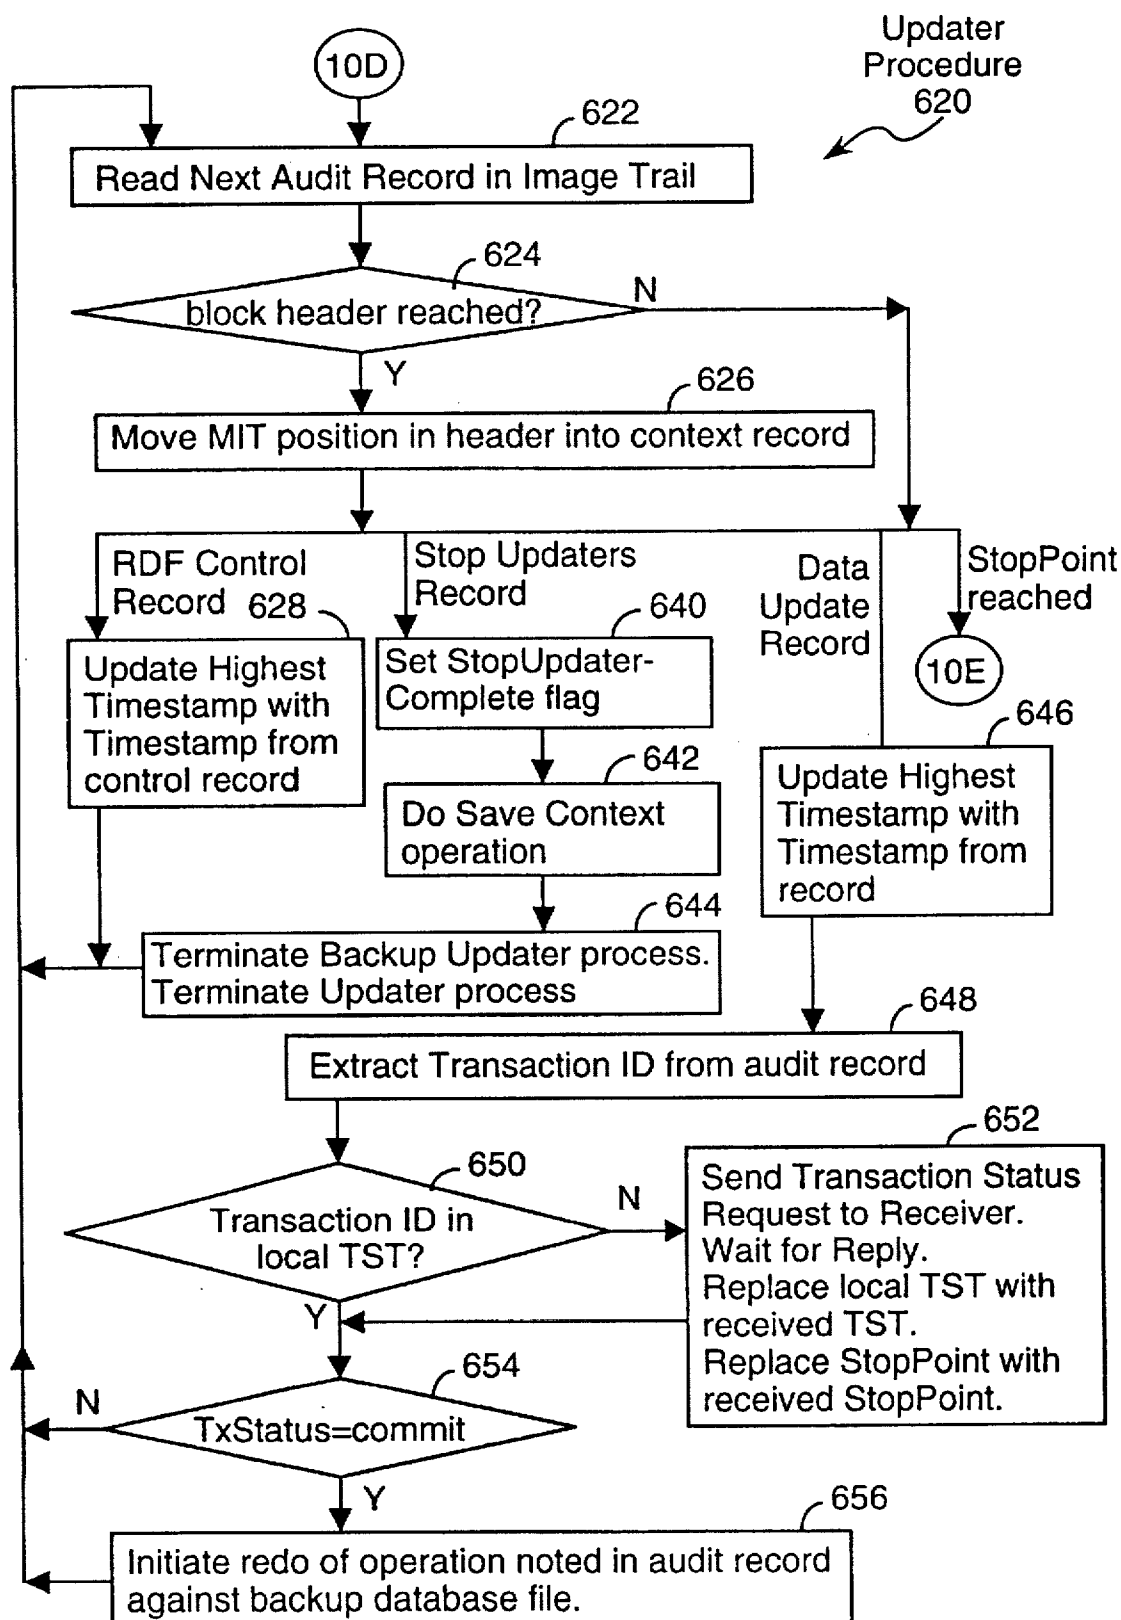 Updater
Procedure
620
10D
622
Read Next Audit Record in Image Trail
624
block header reached?
N
Y
626
Move MIT position in header into context record
RDF Control
Record
628
Stop Updaters
Record
Data
Update
Record
StopPoint
reached
10E
640
Update Highest
Timestamp with
Timestamp from
control record
Set StopUpdater-
Complete flag
642
Do Save Context
operation
646
Update Highest
Timestamp with
Timestamp from
record
644
Terminate Backup Updater process.
Terminate Updater process
648
Extract Transaction ID from audit record
650
Transaction ID in
local TST?
N
Y
652
Send Transaction Status
Request to Receiver.
Wait for Reply.
Replace local TST with
received TST.
Replace StopPoint with
received StopPoint.
654
TxStatus=commit
N
Y
656
Initiate redo of operation noted in audit record
against backup database file.